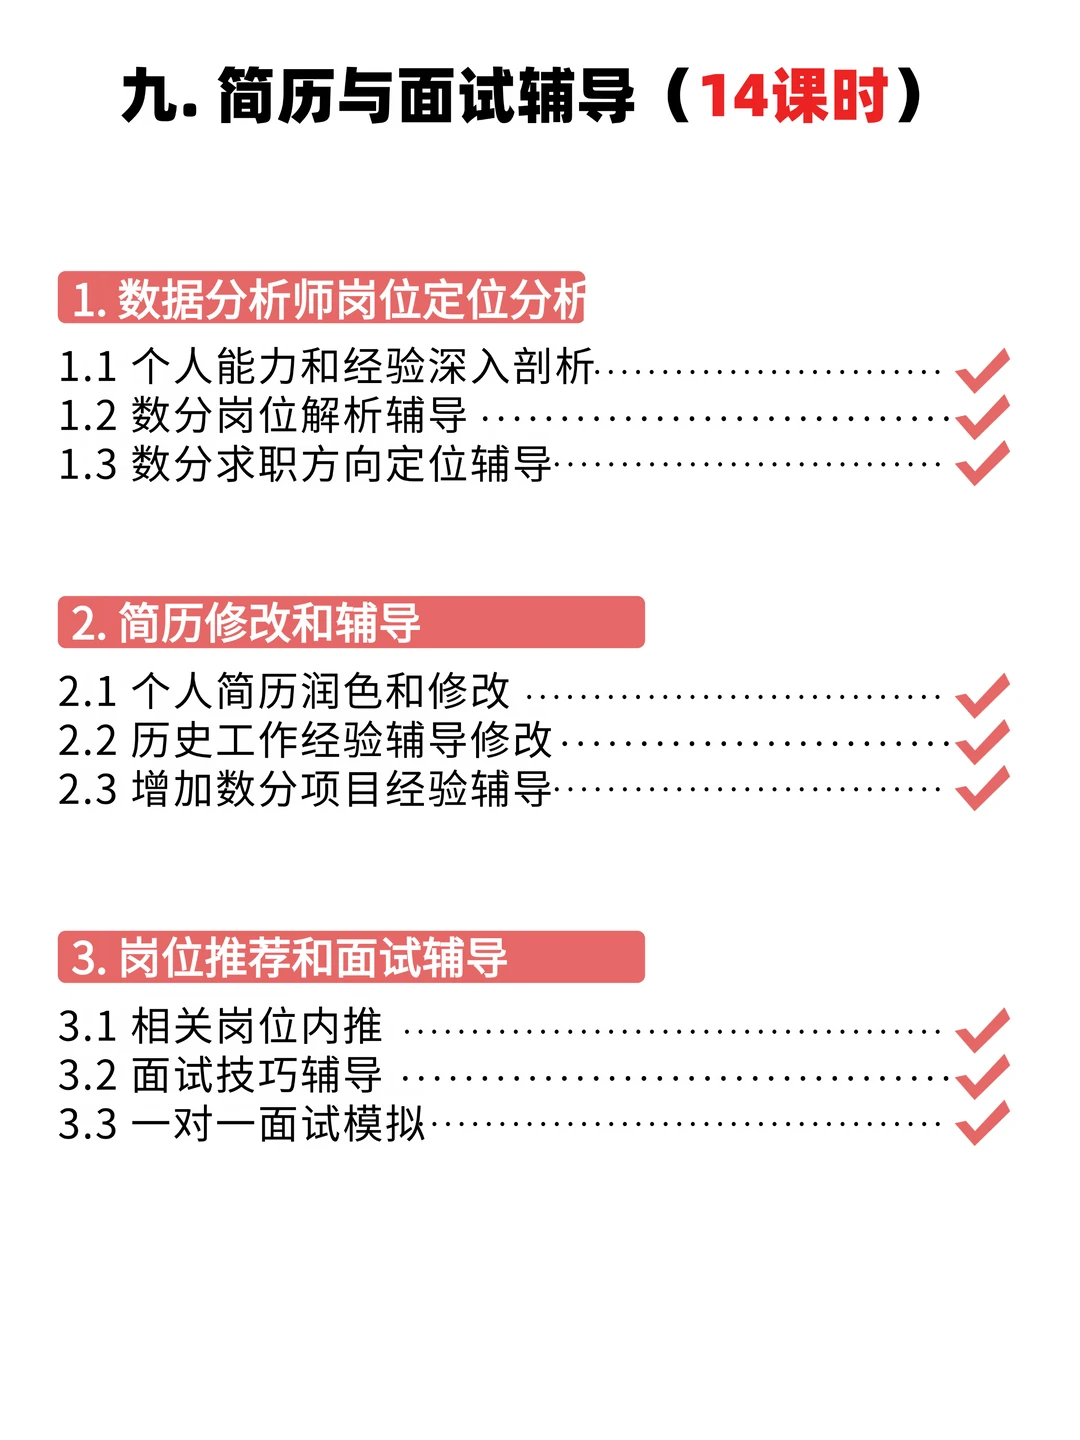 九. 简历与面试辅导（14课时）
1. 数据分析师岗位定位分析
1.1 个人能力和经验深入剖析
1.2 数分岗位解析辅导
1.3 数分求职方向定位辅导
2. 简历修改和辅导
2.1 个人简历润色和修改
2.2 历史工作经验辅导修改
2.3 增加数分项目经验辅导
3. 岗位推荐和面试辅导
3.1 相关岗位内推
3.2 面试技巧辅导
3.3 一对一面试模拟